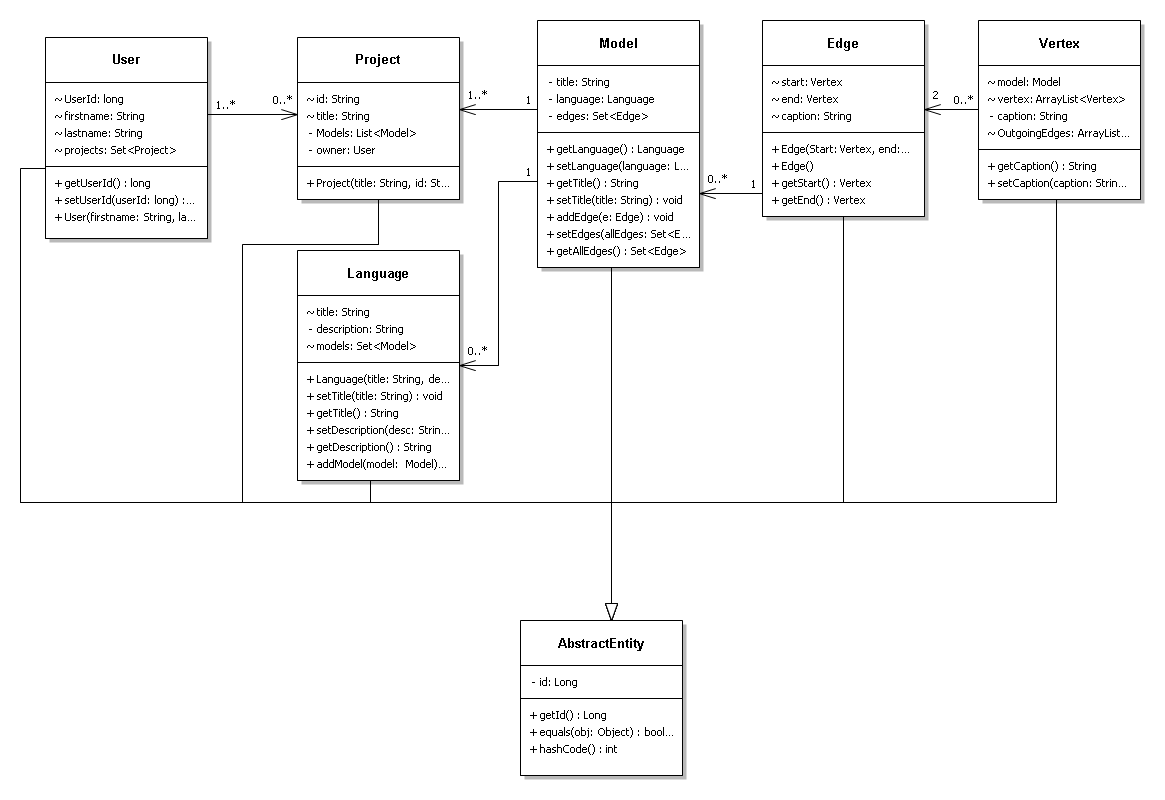 User
~ UserId: long
~ firstname: String
~ lastname: String
~ projects: Set<Project>
+ getUserId() : long
+ setUserId(userId: long) :...
+ User(firstname: String, la...
1..*
0..*
Project
~ id: String
~ title: String
- Models: List<Model>
- owner: User
+ Project(title: String, id: St...
1..*
1
Model
- title: String
- language: Language
- edges: Set<Edge>
+ getLanguage() : Language
+ setLanguage(language: L...
+ getTitle() : String
+ setTitle(title: String) : void
+ addEdge(e: Edge) : void
+ setEdges(allEdges: Set<E...
+ getAllEdges() : Set<Edge>
1
0..*
0..*
1
Edge
~ start: Vertex
~ end: Vertex
~ caption: String
+ Edge(Start: Vertex, end:...
+ Edge()
+ getStart() : Vertex
+ getEnd() : Vertex
2
0..*
Vertex
~ model: Model
~ vertex: ArrayList<Vertex>
- caption: String
~ OutgoingEdges: ArrayList...
+ getCaption() : String
+ setCaption(caption: Strin...
Language
~ title: String
- description: String
~ models: Set<Model>
+ Language(title: String, de...
+ setTitle(title: String) : void
+ getTitle() : String
+ setDescription(desc: Strin...
+ getDescription() : String
+ addModel(model:  Model)...
AbstractEntity
- id: Long
+ getId() : Long
+ equals(obj: Object) : bool...
+ hashCode() : int